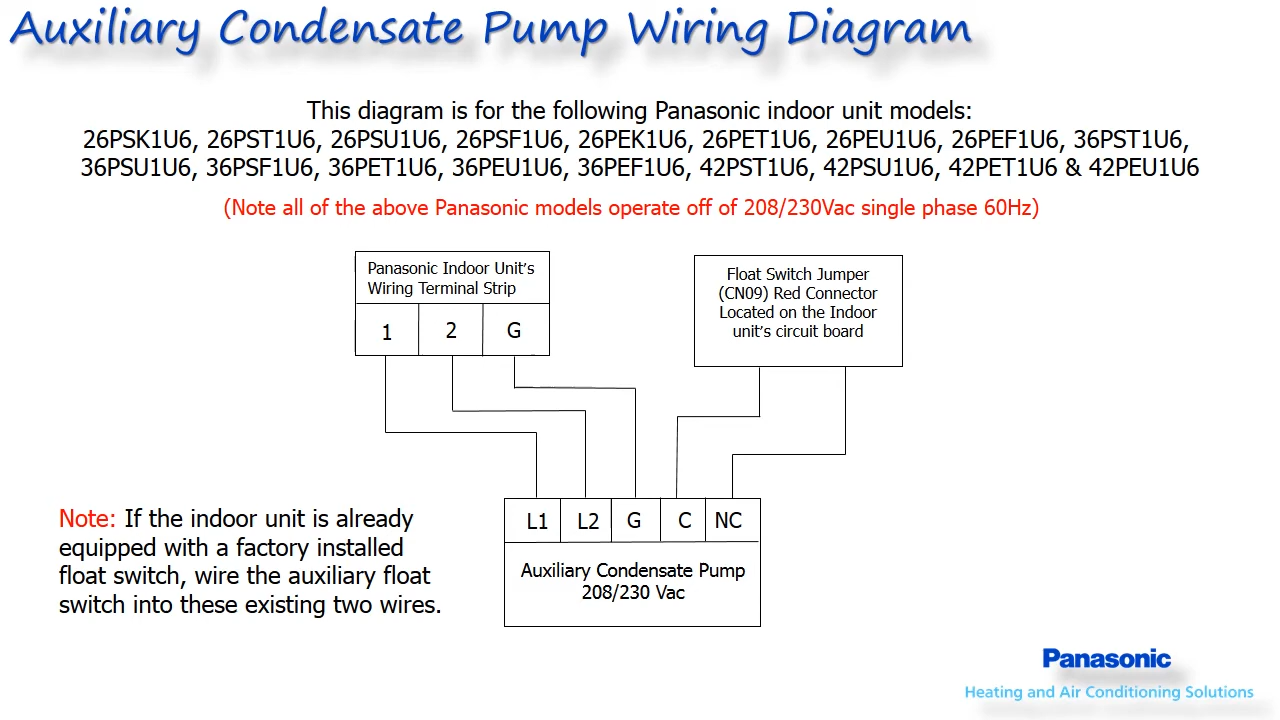 Auxiliary Condensate Pump Wiring Diagram
This diagram is for the following Panasonic indoor unit models:
26PSK1U6, 26PST1U6, 26PSU1U6, 26PSF1U6, 26PEK1U6, 26PET1U6, 26PEU1U6, 26PEF1U6, 36PST1U6,
36PSU1U6, 36PSF1U6, 36PET1U6, 36PEU1U6, 36PEF1U6, 42PST1U6, 42PSU1U6, 42PET1U6 & 42PEU1U6
(Note all of the above Panasonic models operate off of 208/230Vac single phase 60Hz)
Panasonic Indoor Unit's
Wiring Terminal Strip
1 2 G
Float Switch Jumper
(CN09) Red Connector
Located on the Indoor
unit's circuit board
L1 L2 G C NC
Auxiliary Condensate Pump
208/230 Vac
Note: If the indoor unit is already
equipped with a factory installed
float switch, wire the auxiliary float
switch into these existing two wires.
Panasonic
Heating and Air Conditioning Solutions